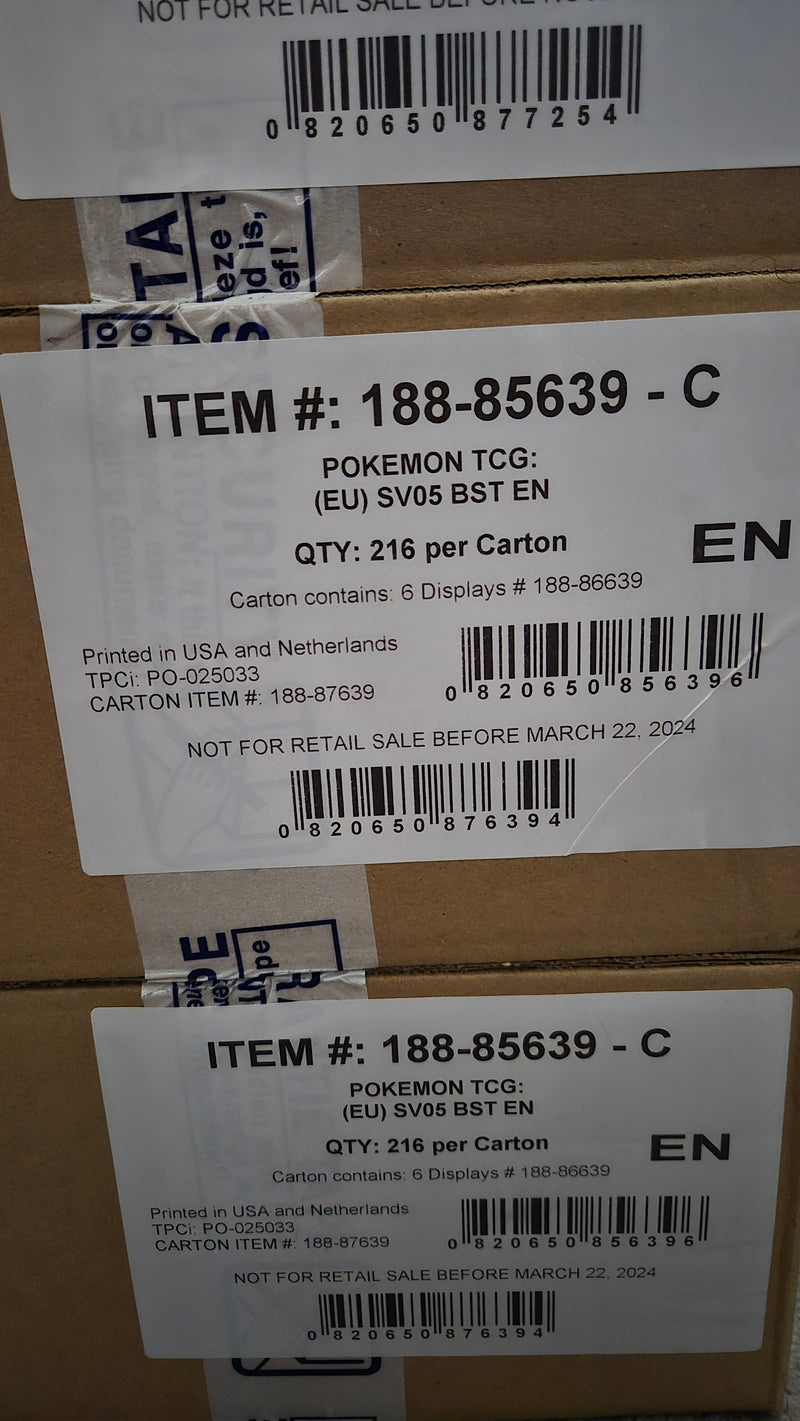 NOT FOR RETAIL SALE BEFORE
0 820650 877254
TAP
eze t
d is,
ef!
ITEM #: 188-85639 - C
POKEMON TCG:
(EU) SV05 BST EN
QTY: 216 per Carton
EN
Carton contains: 6 Displays # 188-86639
Printed in USA and Netherlands
TPCi: PO-025033
CARTON ITEM #: 188-87639
0 820650 856396
NOT FOR RETAIL SALE BEFORE MARCH 22, 2024
0 820650 876394
ITEM #: 188-85639 - C
POKEMON TCG:
(EU) SV05 BST EN
QTY: 216 per Carton
EN
Carton contains: 6 Displays # 188-86639
Printed in USA and Netherlands
TPCi: PO-025033
CARTON ITEM #: 188-87639
0 820650 856396
NOT FOR RETAIL SALE BEFORE MARCH 22, 2024
0 820650 876394